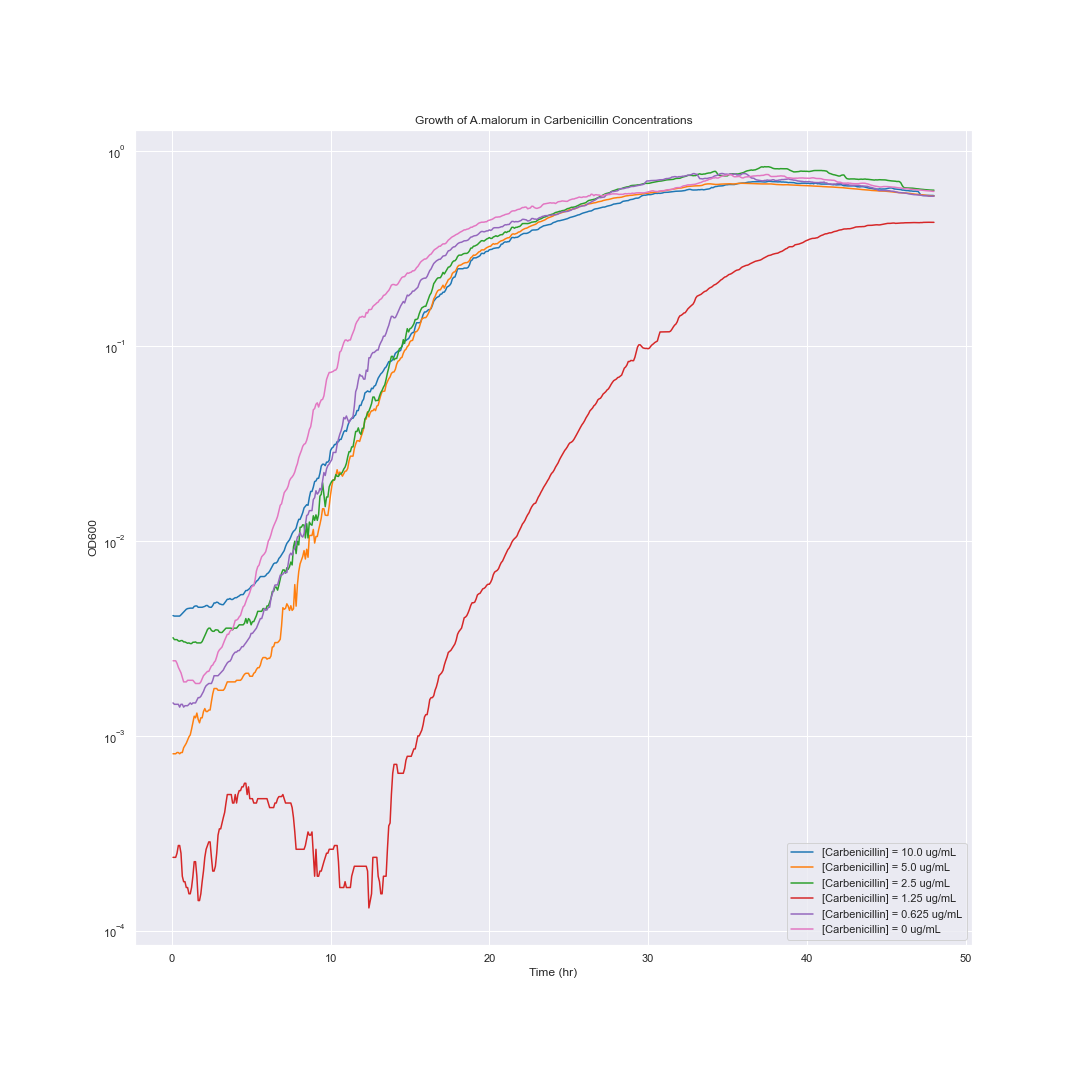 Growth of A.malorum in Carbenicillin Concentrations
OD600
10⁰
10⁻¹
10⁻²
10⁻³
10⁻⁴
0 10 20 30 40 50
Time (hr)
[Carbenicillin] = 10.0 ug/mL
[Carbenicillin] = 5.0 ug/mL
[Carbenicillin] = 2.5 ug/mL
[Carbenicillin] = 1.25 ug/mL
[Carbenicillin] = 0.625 ug/mL
[Carbenicillin] = 0 ug/mL